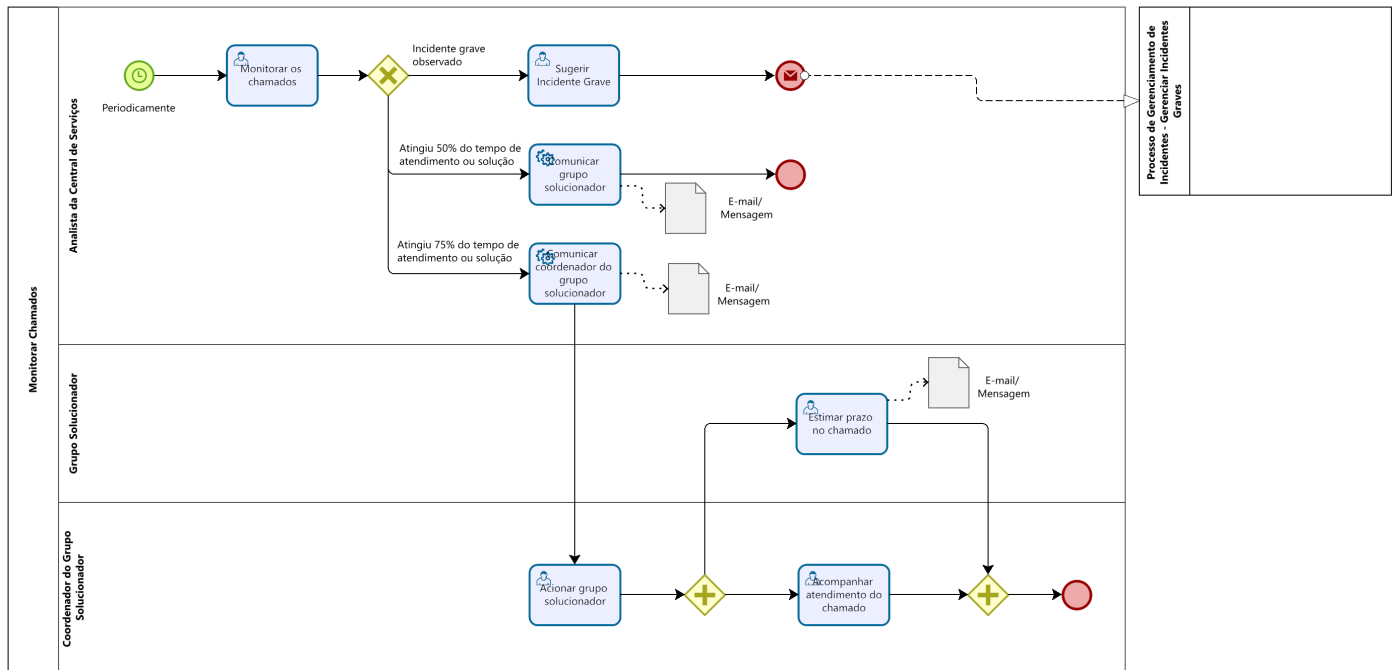 Monitorar Chamados
Analista da Central de Serviços
Periodicamente
Monitorar os
chamados
Incidente grave
observado
Sugerir
Incidente Grave
Processo de Gerenciamento de
Incidentes - Gerenciar Incidentes
Graves
Atingiu 50% do tempo de
atendimento ou solução
Comunicar
grupo
solucionador
E-mail/
Mensagem
Atingiu 75% do tempo de
atendimento ou solução
Comunicar
coordenador do
grupo
solucionador
E-mail/
Mensagem
Grupo Solucionador
Estimar prazo
no chamado
E-mail/
Mensagem
Coordenador do Grupo
Solucionador
Acionar grupo
solucionador
Acompanhar
atendimento do
chamado